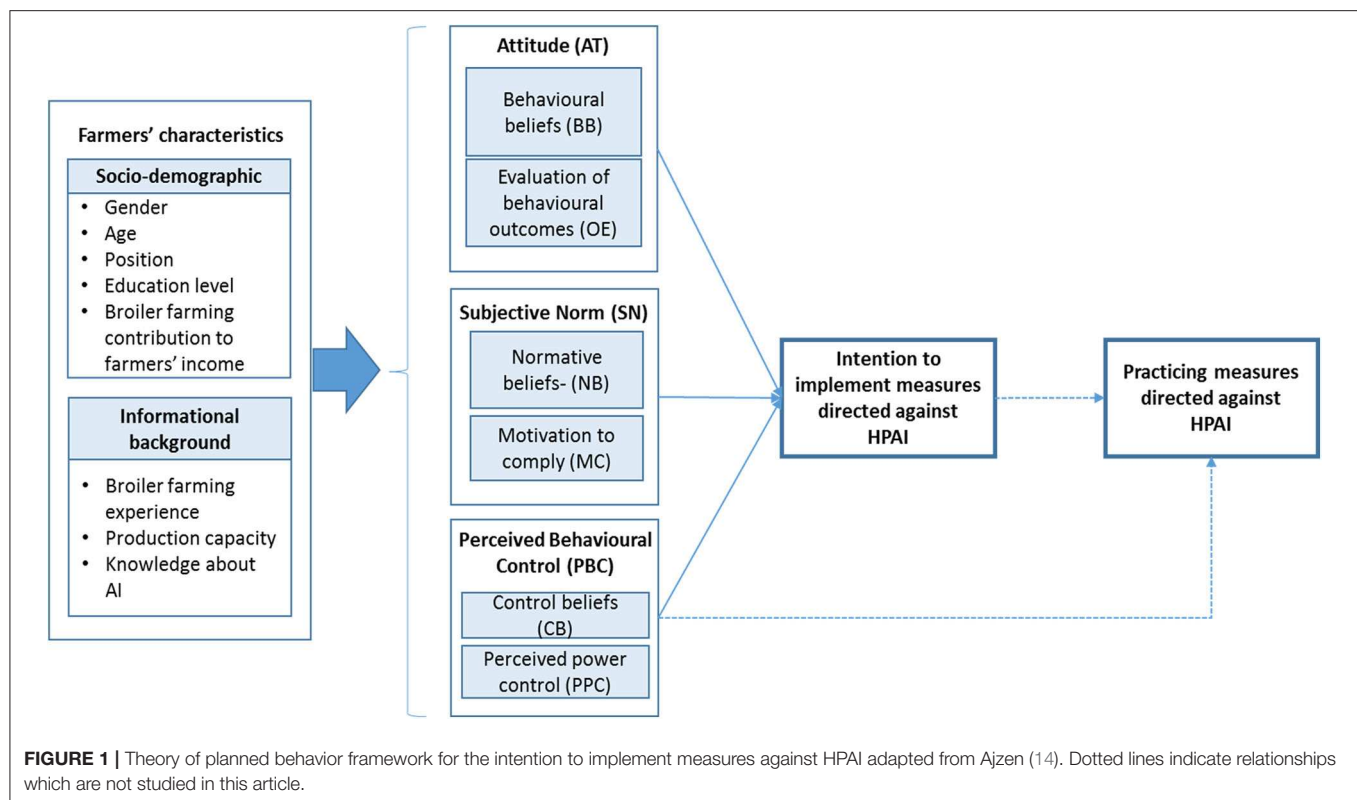 Farmers' characteristics
Socio-demographic
• Gender
• Age
• Position
• Education level
• Broiler farming
contribution to
farmers' income
Informational
background
• Broiler farming
experience
• Production capacity
• Knowledge about
AI
Attitude (AT)
Behavioural
beliefs (BB)
Evaluation of
behavioural
outcomes (OE)
Subjective Norm (SN)
Normative
beliefs- (NB)
Motivation to
comply (MC)
Perceived Behavioural
Control (PBC)
Control beliefs
(CB)
Perceived power
control (PPC)
Intention to
implement measures
directed against
HPAI
Practicing measures
directed against
HPAI
FIGURE 1 | Theory of planned behavior framework for the intention to implement measures against HPAI adapted from Ajzen (14). Dotted lines indicate relationships
which are not studied in this article.